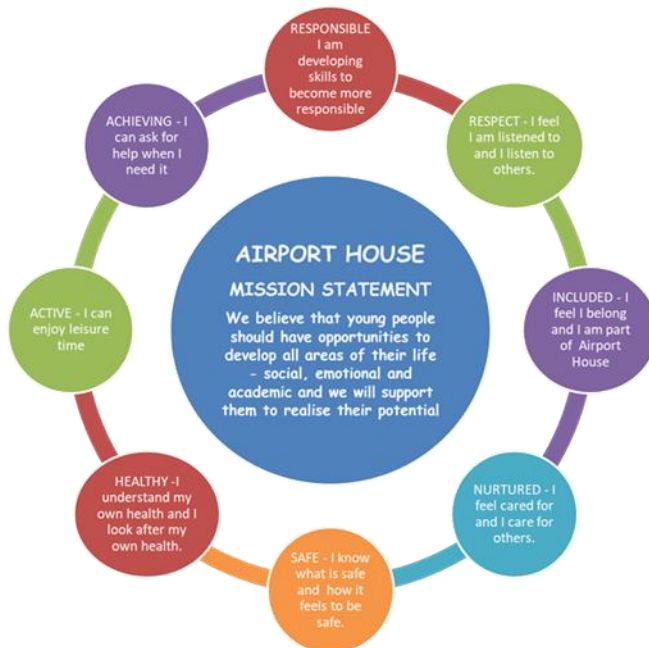 RESPONSIBLE
I am
developing
skills to
become more
responsible
RESPECT - I feel
I am listened to
and I listen to
others.
INCLUDED - I
feel I belong
and I am part
of Airport
House
NURTURED - I
feel cared for
and I care for
others.
SAFE - I know
what is safe
and how it
feels to be
safe.
HEALTHY -I
understand my
own health and I
look after my
own health.
ACTIVE - I can
enjoy leisure
time
ACHIEVING - I
can ask for
help when I
need it
AIRPORT HOUSE
MISSION STATEMENT
We believe that young people
should have opportunities to
develop all areas of their life
- social, emotional and
academic and we will support
them to realise their potential